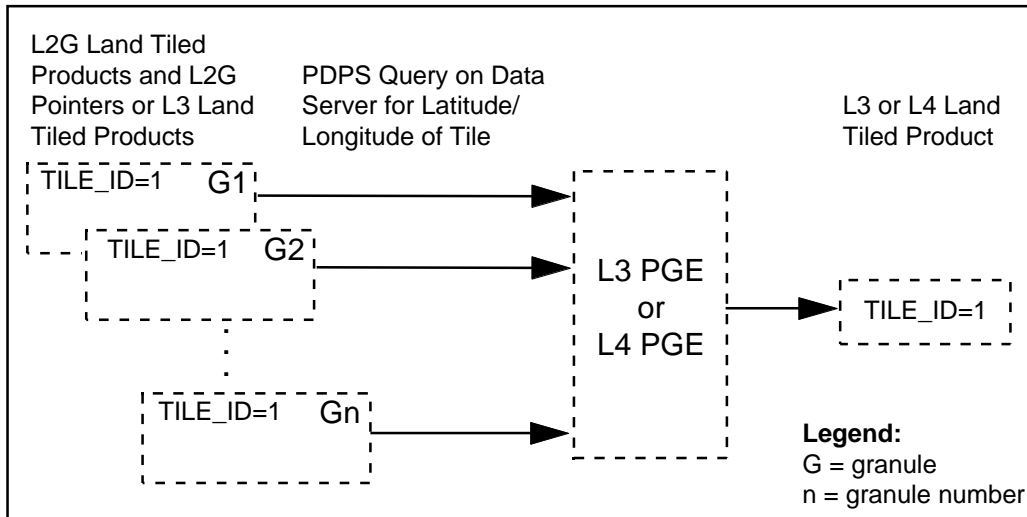 L2G Land Tiled
Products and L2G
Pointers or L3 Land
Tiled Products
PDPS Query on Data
Server for Latitude/
Longitude of Tile
L3 or L4 Land
Tiled Product
TILE_ID=1 G1
TILE_ID=1 G2
TILE_ID=1 Gn
L3 PGE
or
L4 PGE
TILE_ID=1
Legend:
G = granule
n = granule number